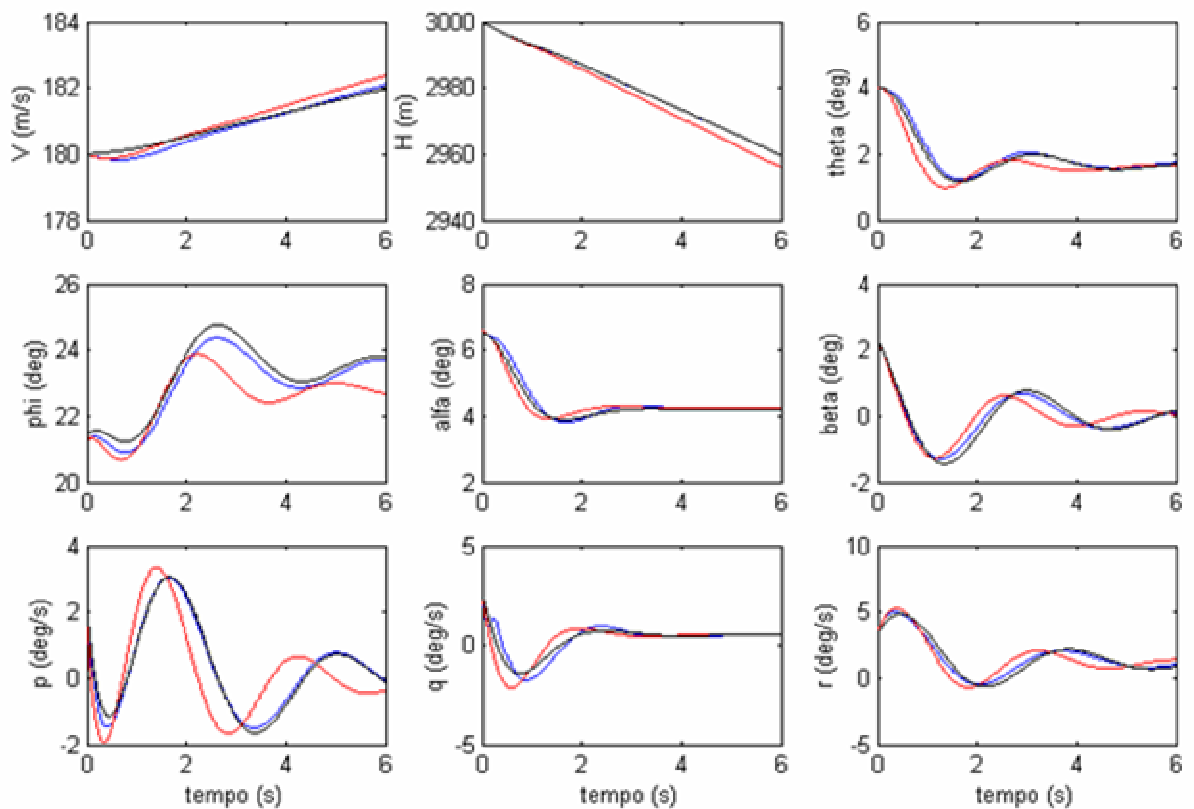 184
182
180
178
V (m/s)
0 2 4 6
3000
2980
2960
2940
H (m)
0 2 4 6
6
4
2
0
theta (deg)
0 2 4 6
26
24
22
20
phi (deg)
0 2 4 6
8
6
4
2
alfa (deg)
0 2 4 6
4
2
0
-2
beta (deg)
0 2 4 6
4
2
0
-2
p (deg/s)
0 2 4 6
tempo (s)
5
0
-5
q (deg/s)
0 2 4 6
tempo (s)
10
5
0
-5
r (deg/s)
0 2 4 6
tempo (s)